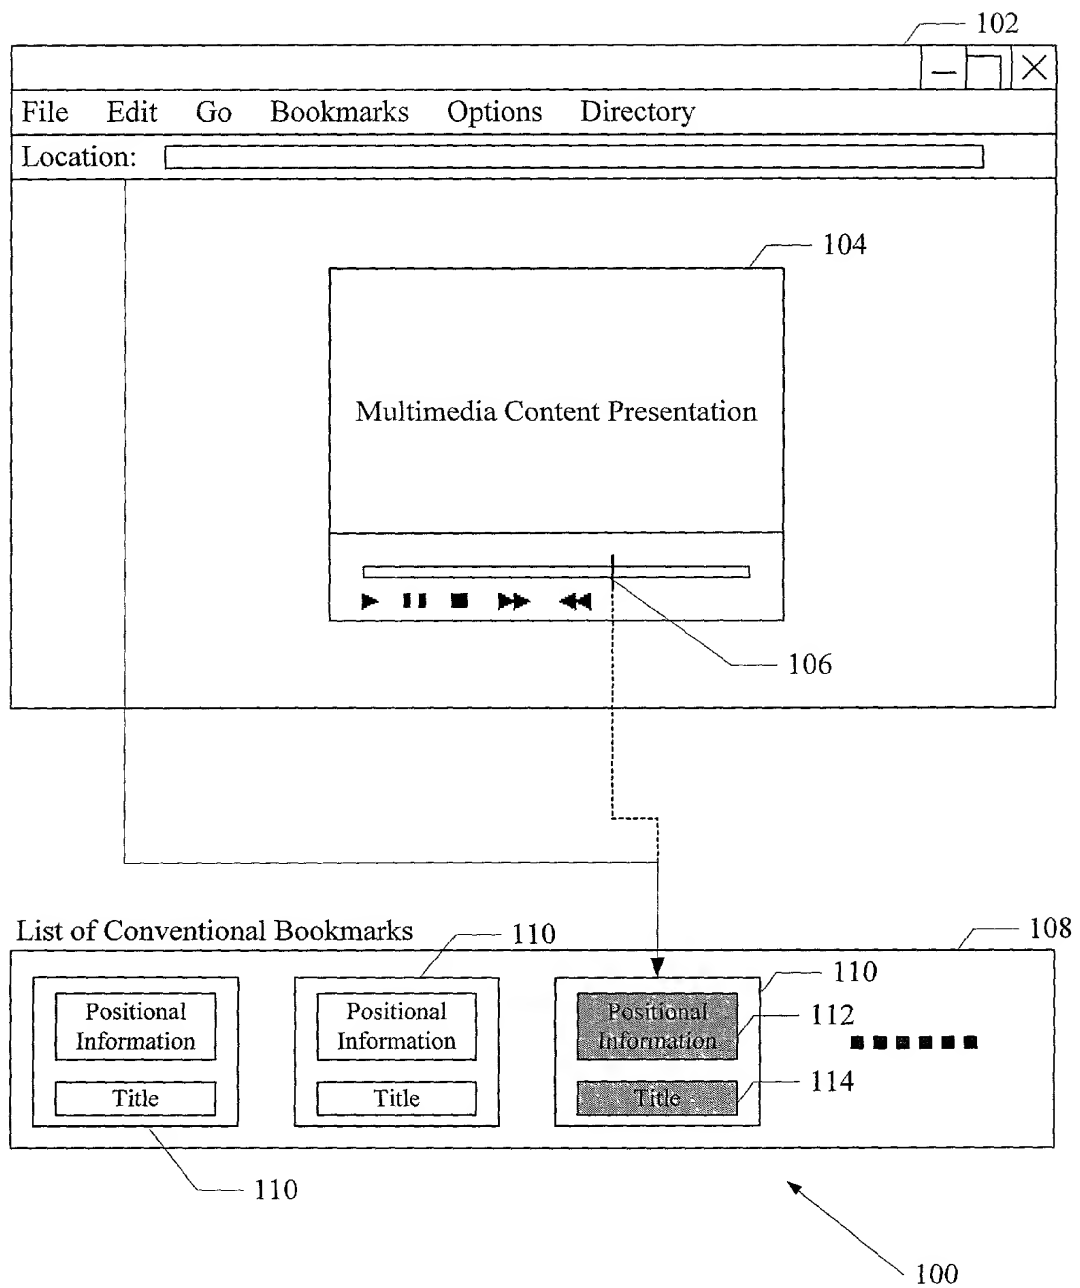 102
File Edit Go Bookmarks Options Directory
Location:
104
Multimedia Content Presentation
106
List of Conventional Bookmarks
110
108
110
Positional
Information
Title
Positional
Information
Title
Positional
Information
Title
112
114
110
100